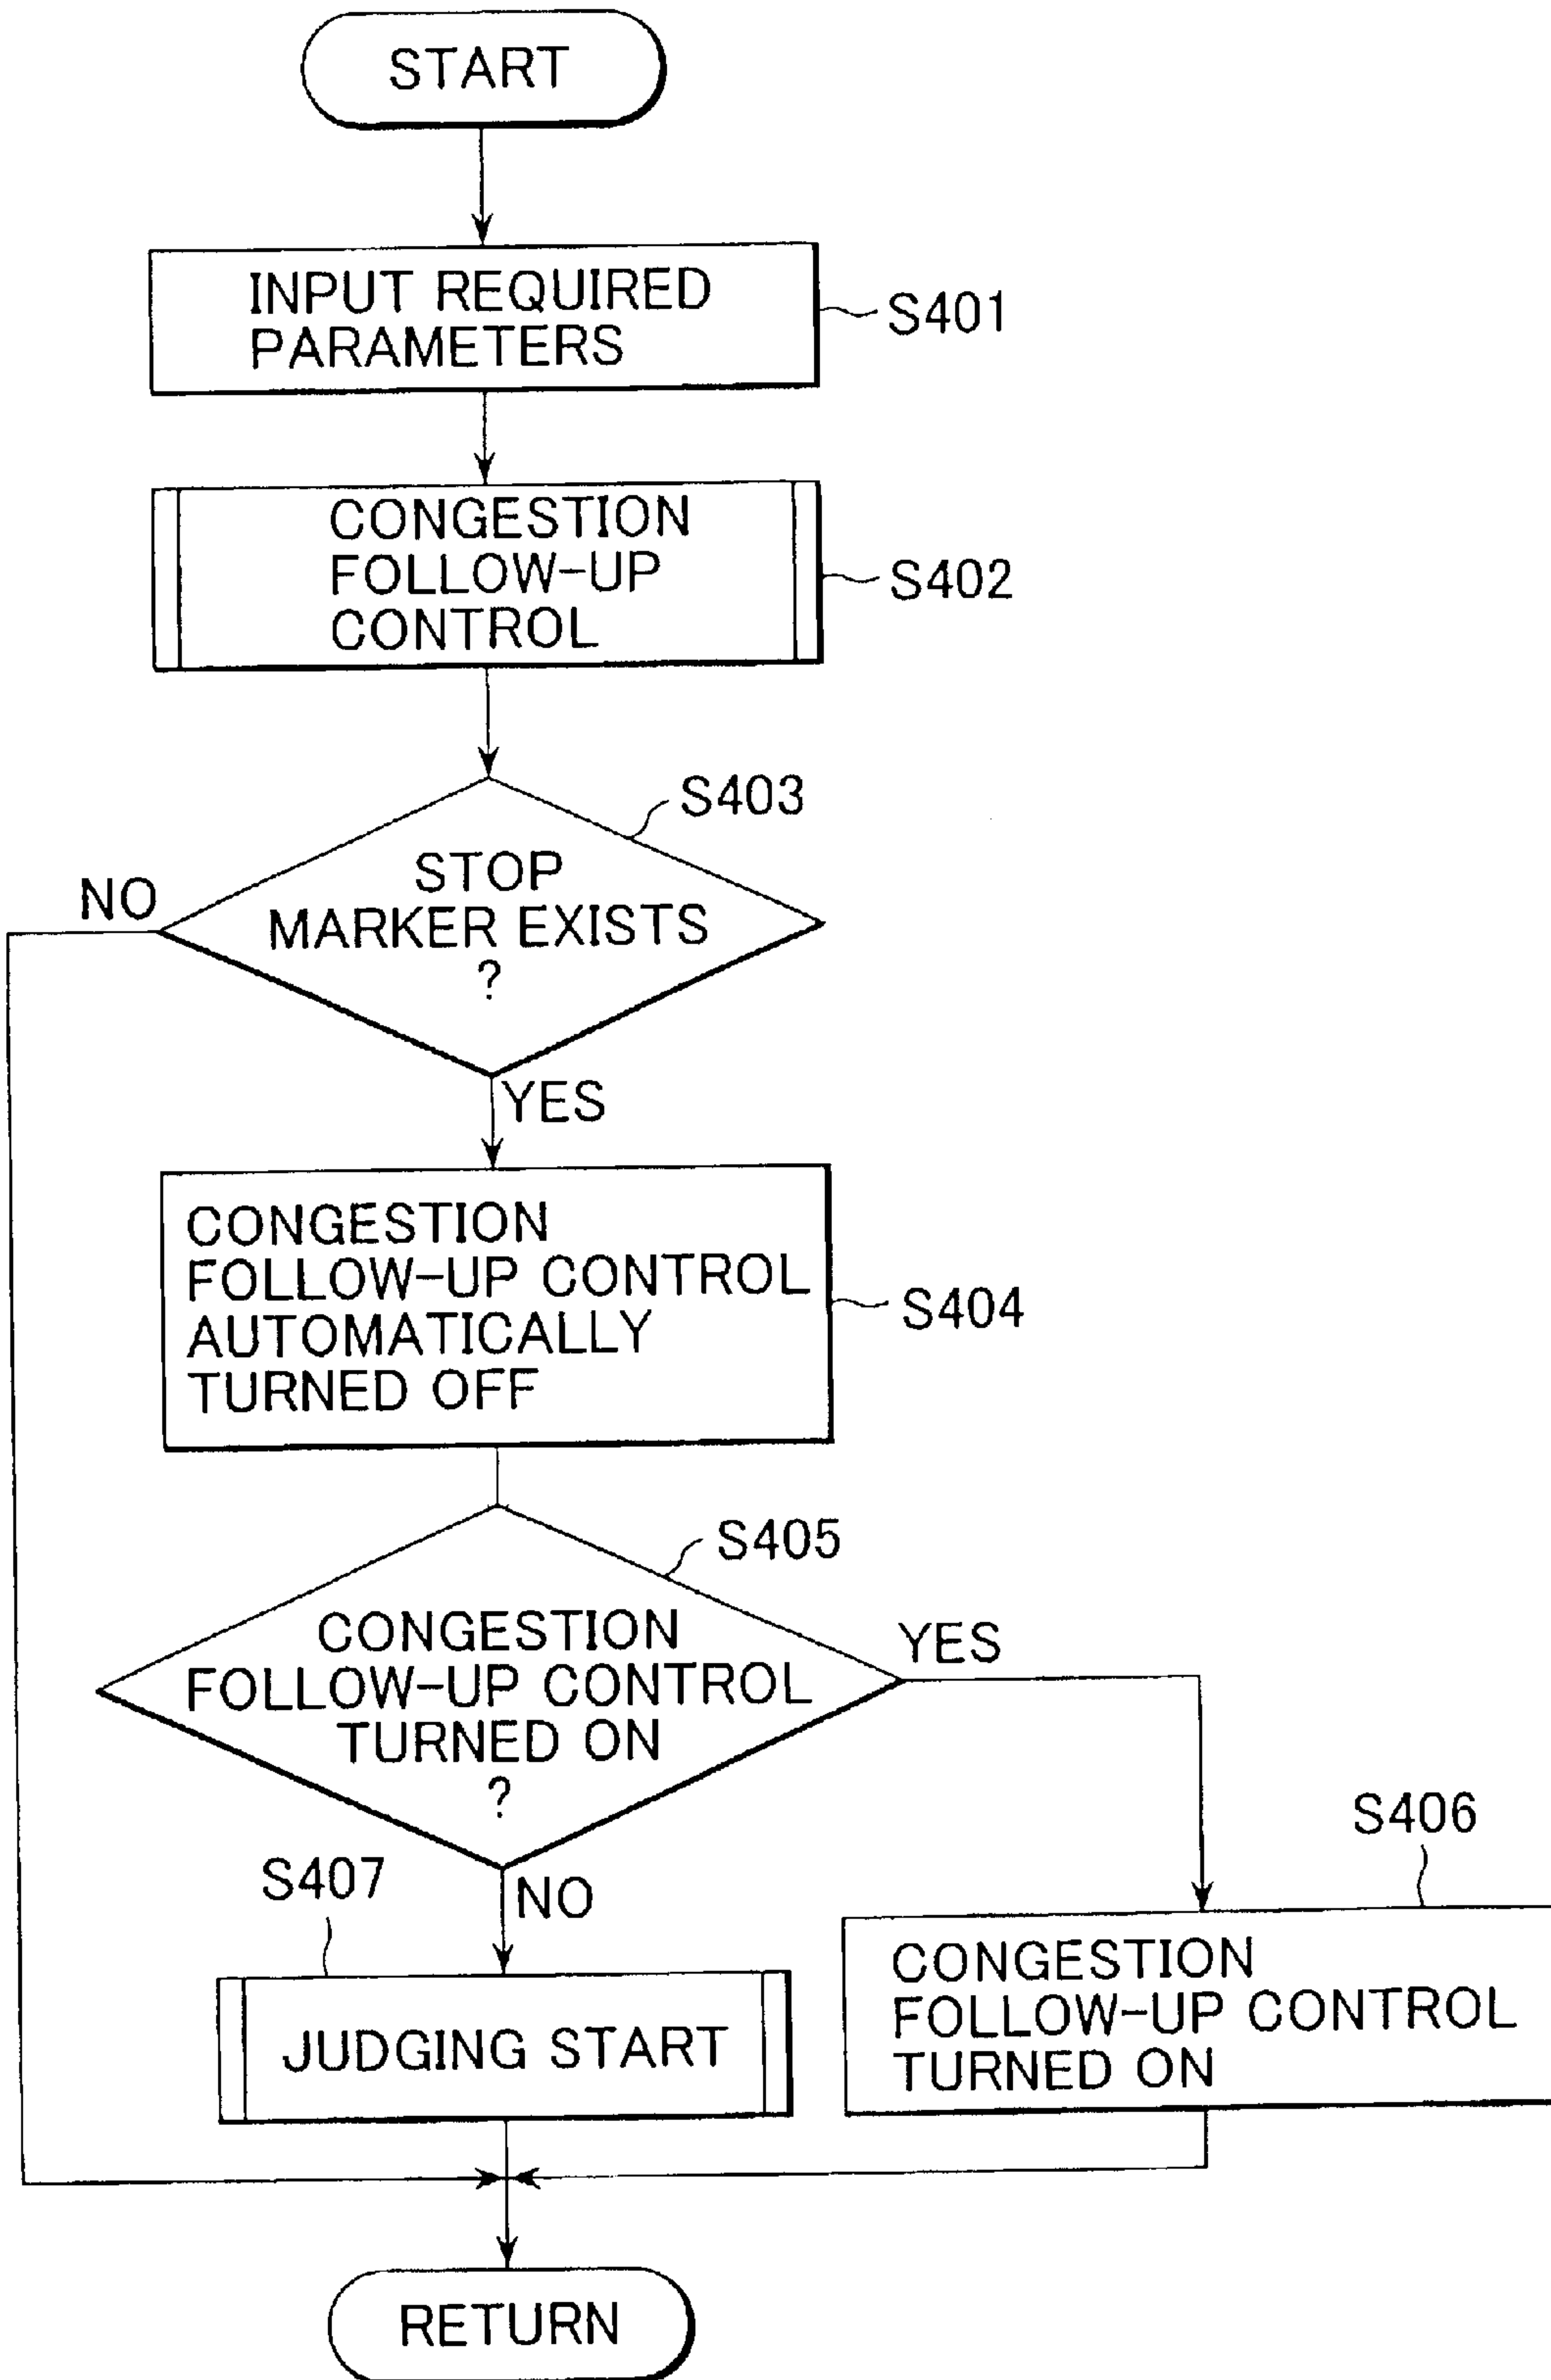 START
INPUT REQUIRED
PARAMETERS
S401
CONGESTION
FOLLOW-UP
CONTROL
S402
S403
STOP
MARKER EXISTS
?
NO
YES
CONGESTION
FOLLOW-UP CONTROL
AUTOMATICALLY
TURNED OFF
S404
S405
CONGESTION
FOLLOW-UP CONTROL
TURNED ON
?
YES
NO
S406
CONGESTION
FOLLOW-UP CONTROL
TURNED ON
S407
JUDGING START
RETURN